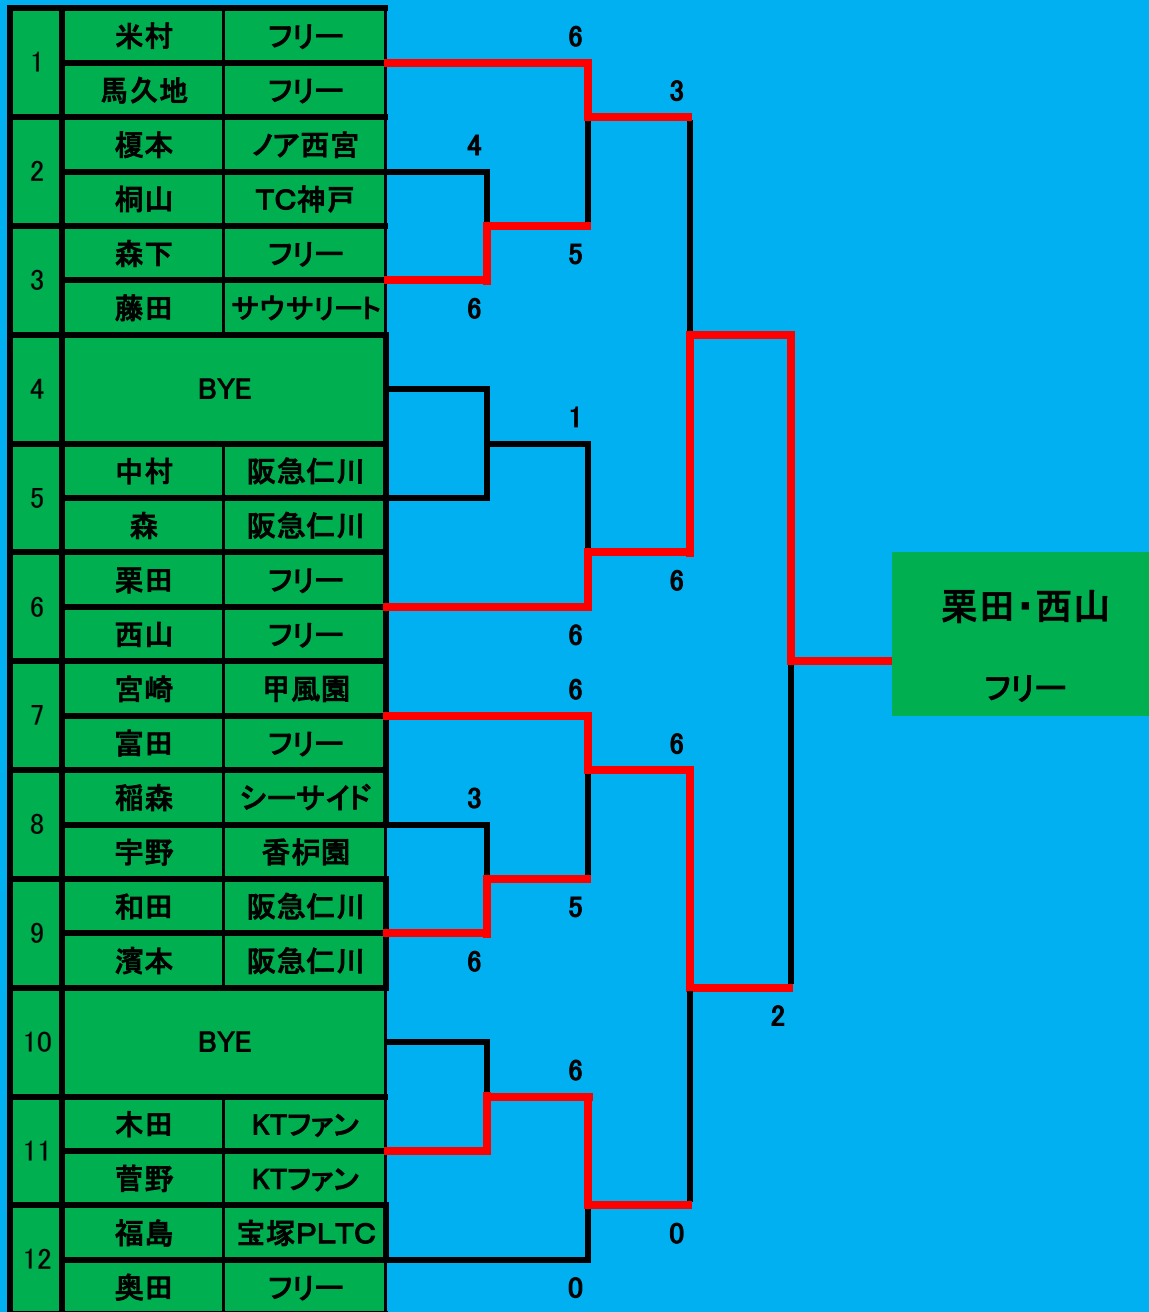 1
米村 フリー
馬久地 フリー
2
榎本 ノア西宮
桐山 TC神戸
3
森下 フリー
藤田 サウサリート
4
BYE
5
中村 阪急仁川
森 阪急仁川
6
栗田 フリー
西山 フリー
7
宮崎 甲風園
富田 フリー
8
稲森 シーサイド
宇野 香枦園
9
和田 阪急仁川
濱本 阪急仁川
10
BYE
11
木田 KTファン
菅野 KTファン
12
福島 宝塚PLTC
奥田 フリー
4
6
3
6
6
5
1
6
6
5
6
0
3
6
6
0
2
栗田・西山
フリー